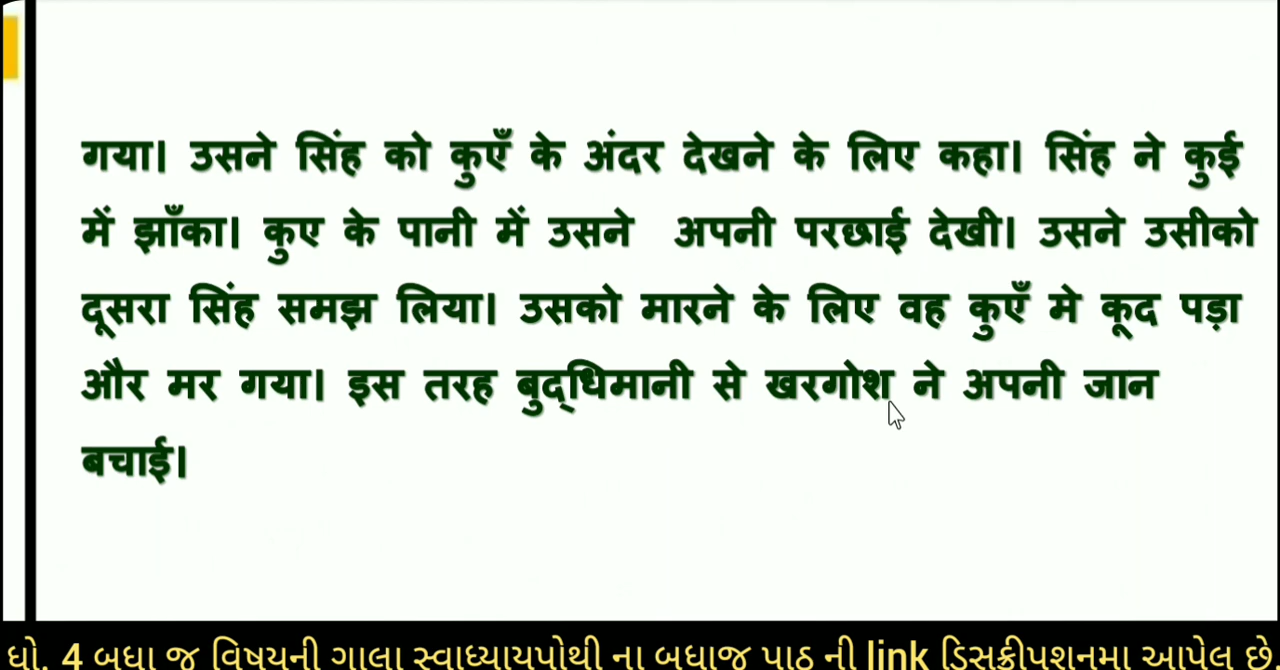 गया। उसने सिंह को कुएँ के अंदर देखने के लिए कहा। सिंह ने कुई
में झाँका। कुए के पानी में उसने अपनी परछाई देखी। उसने उसीको
दूसरा सिंह समझ लिया। उसको मारने के लिए वह कुएँ मे कूद पड़ा
और मर गया। इस तरह बुद्धिमानी से खरगोश ने अपनी जान
बचाई।
ધો. 4 બધા જ વિષયની ગાલા સ્વાધ્યાયપોથી ના બધાજ પાઠ ની link ડિસક્રીપશનમા આપેલ છે